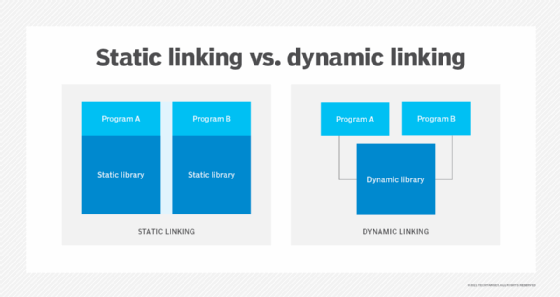 Static linking vs. dynamic linking
Program A
Program B
Static library
Static library
STATIC LINKING
Program A
Program B
Dynamic library
DYNAMIC LINKING